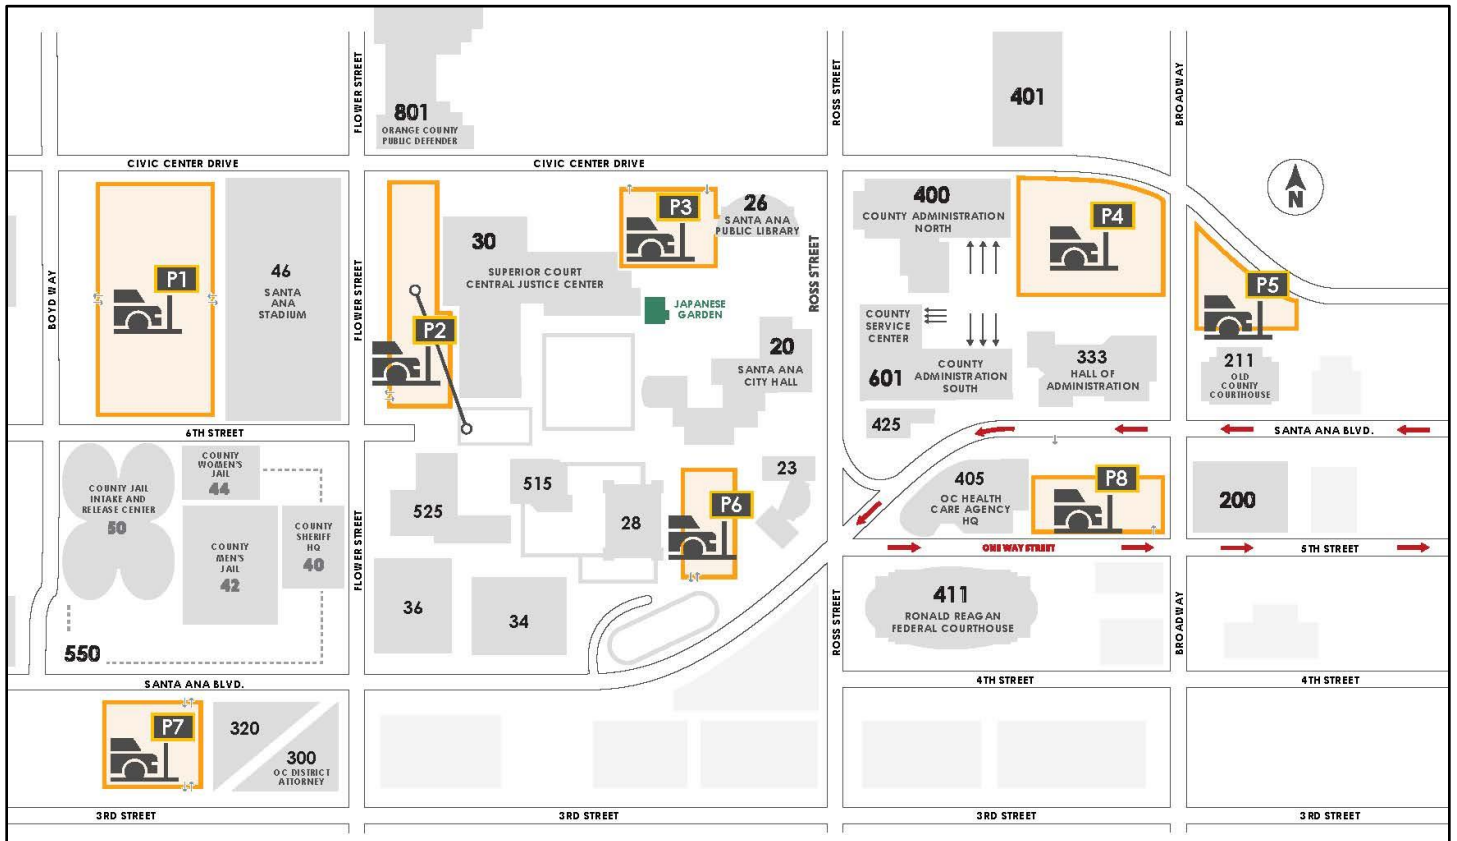 801
ORANGE COUNTY
PUBLIC DEFENDER
401
FLOWER STREET
ROSS STREET
BROADWAY
CIVIC CENTER DRIVE
CIVIC CENTER DRIVE
P1
46
SANTA
ANA
STADIUM
BOYD WAY
FLOWER STREET
P2
30
SUPERIOR COURT
CENTRAL JUSTICE CENTER
P3
26
SANTA ANA
PUBLIC LIBRARY
JAPANESE
GARDEN
ROSS STREET
20
SANTA ANA
CITY HALL
400
COUNTY ADMINISTRATION
NORTH
P4
N
P5
COUNTY
SERVICE
CENTER
601
COUNTY
ADMINISTRATION
SOUTH
333
HALL OF
ADMINISTRATION
211
OLD
COUNTY
COURTHOUSE
425
6TH STREET
SANTA ANA BLVD.
COUNTY JAIL
INTAKE AND
RELEASE CENTER
50
COUNTY
WOMEN'S
JAIL
44
COUNTY
MEN'S
JAIL
42
COUNTY
SHERIFF
HQ
40
550
FLOWER STREET
525
515
28
P6
23
36
34
405
OC HEALTH
CARE AGENCY
HQ
P8
200
ONE WAY STREET
5TH STREET
411
RONALD REAGAN
FEDERAL COURTHOUSE
ROSS STREET
BROADWAY
SANTA ANA BLVD.
4TH STREET
4TH STREET
P7
320
300
OC DISTRICT
ATTORNEY
3RD STREET
3RD STREET
3RD STREET
3RD STREET